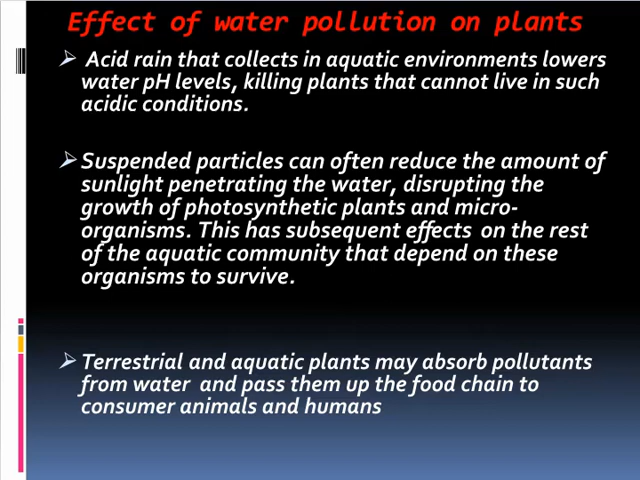 Effect of water pollution on plants
Acid rain that collects in aquatic environments lowers
water pH levels, killing plants that cannot live in such
acidic conditions.
Suspended particles can often reduce the amount of
sunlight penetrating the water, disrupting the
growth of photosynthetic plants and micro-
organisms. This has subsequent effects on the rest
of the aquatic community that depend on these
organisms to survive.
Terrestrial and aquatic plants may absorb pollutants
from water and pass them up the food chain to
consumer animals and humans